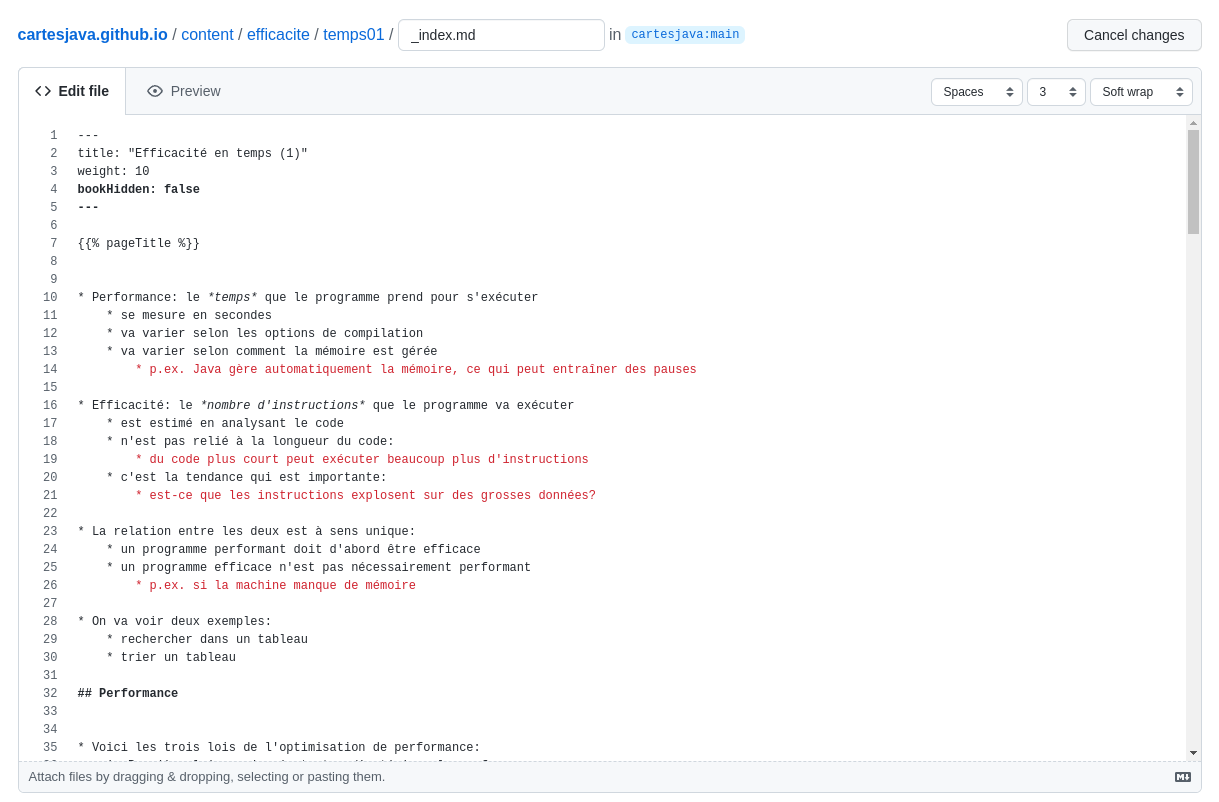 cartesjava.github.io / content / efficacite / temps01 / _index.md in cartesjava:main Cancel changes
Edit file Preview Spaces 3 Soft wrap
1 ---
2 title: "Efficacité en temps (1)"
3 weight: 10
4 bookHidden: false
5 ---
6
7 {{% pageTitle %}}
8
9
10 * Performance: le *temps* que le programme prend pour s'exécuter
11 * se mesure en secondes
12 * va varier selon les options de compilation
13 * va varier selon comment la mémoire est gérée
14 * p.ex. Java gère automatiquement la mémoire, ce qui peut entraîner des pauses
15
16 * Efficacité: le *nombre d'instructions* que le programme va exécuter
17 * est estimé en analysant le code
18 * n'est pas relié à la longueur du code:
19 * du code plus court peut exécuter beaucoup plus d'instructions
20 * c'est la tendance qui est importante:
21 * est-ce que les instructions explosent sur des grosses données?
22
23 * La relation entre les deux est à sens unique:
24 * un programme performant doit d'abord être efficace
25 * un programme efficace n'est pas nécessairement performant
26 * p.ex. si la machine manque de mémoire
27
28 * On va voir deux exemples:
29 * rechercher dans un tableau
30 * trier un tableau
31
32 ## Performance
33
34
35 * Voici les trois lois de l'optimisation de performance:
Attach files by dragging & dropping, selecting or pasting them.